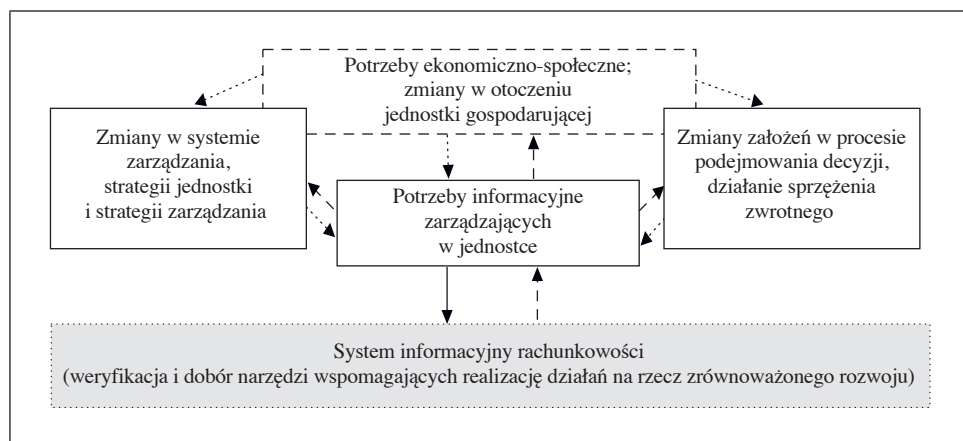 Potrzeby ekonomiczno-społeczne;
zmiany w otoczeniu
jednostki gospodarującej
Zmiany w systemie
zarządzania,
strategii jednostki
i strategii zarządzania
Zmiany założeń w procesie
podejmowania decyzji,
działanie sprzężenia
zwrotnego
Potrzeby informacyjne
zarządzających
w jednostce
System informacyjny rachunkowości
(weryfikacja i dobór narzędzi wspomagających realizację działań na rzecz zrównoważonego rozwoju)